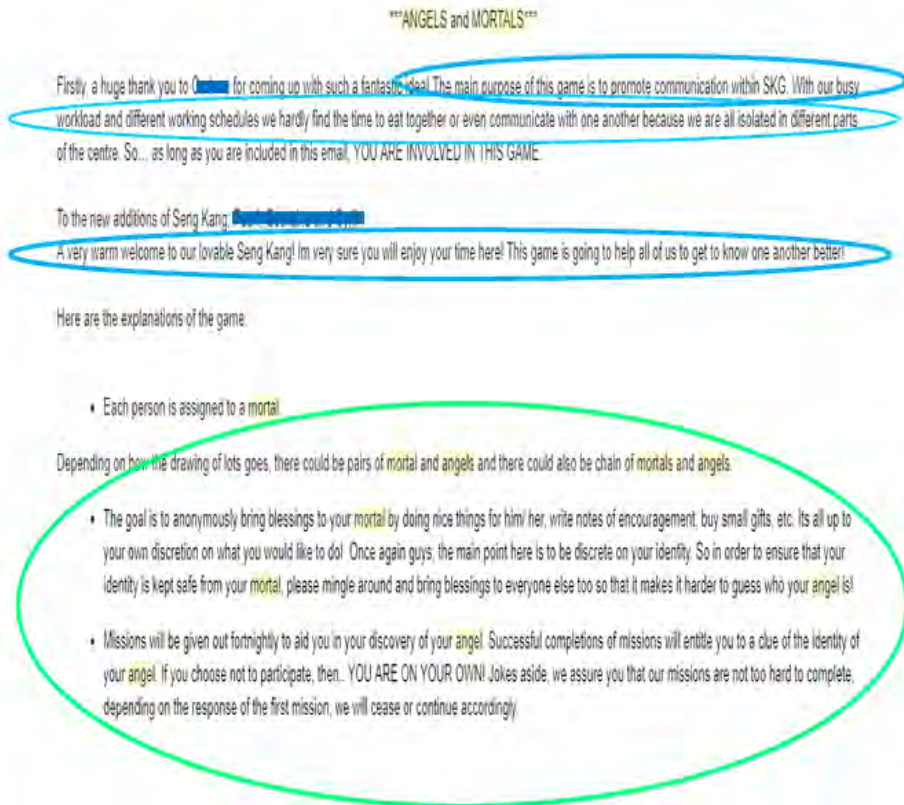 ***ANGELS and MORTALS***
Firstly, a huge thank you to for coming up with such a fantastic idea! The main purpose of this game is to promote communication within SKG. With our busy
workload and different working schedules we hardly find the time to eat together or even communicate with one another because we are all isolated in different parts
of the centre. So... as long as you are included in this email, YOU ARE INVOLVED IN THIS GAME.
To the new additions of Seng Kang
A very warm welcome to our lovable Seng Kang! Im very sure you will enjoy your time here! This game is going to help all of us to get to know one another better!
Here are the explanations of the game.
• Each person is assigned to a mortal.
Depending on how the drawing of lots goes, there could be pairs of mortal and angels and there could also be chain of mortals and angels.
• The goal is to anonymously bring blessings to your mortal by doing nice things for him/ her, write notes of encouragement, buy small gifts, etc. Its all up to
your own discretion on what you would like to do! Once again guys, the main point here is to be discrete on your identity. So in order to ensure that your
identity is kept safe from your mortal, please mingle around and bring blessings to everyone else too so that it makes it harder to guess who your angel is!
• Missions will be given out fortnightly to aid you in your discovery of your angel. Successful completions of missions will entitle you to a clue of the identity of
your angel. If you choose not to participate, then.. YOU ARE ON YOUR OWN! Jokes aside, we assure you that our missions are not too hard to complete,
depending on the response of the first mission, we will cease or continue accordingly.